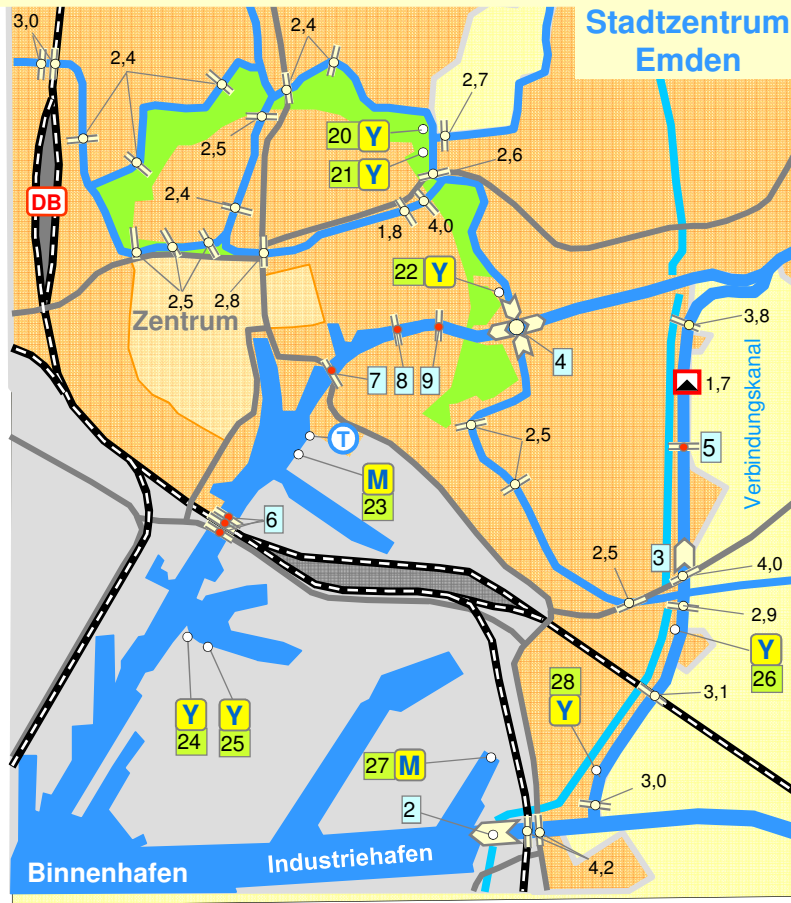 Stadtzentrum
Emden
3,0
2,4
2,4
2,7
2,5
20 Y
21 Y
2,6
DB
2,4
1,8
4,0
2,5
2,8
22 Y
Zentrum
3,8
7
8
9
4
1,7
T
2,5
5
Verbindungskanal
M
23
6
3
4,0
2,5
2,9
Y
26
28
Y
3,1
Y
24
Y
25
27 M
3,0
2
4,2
Industriehafen
Binnenhafen